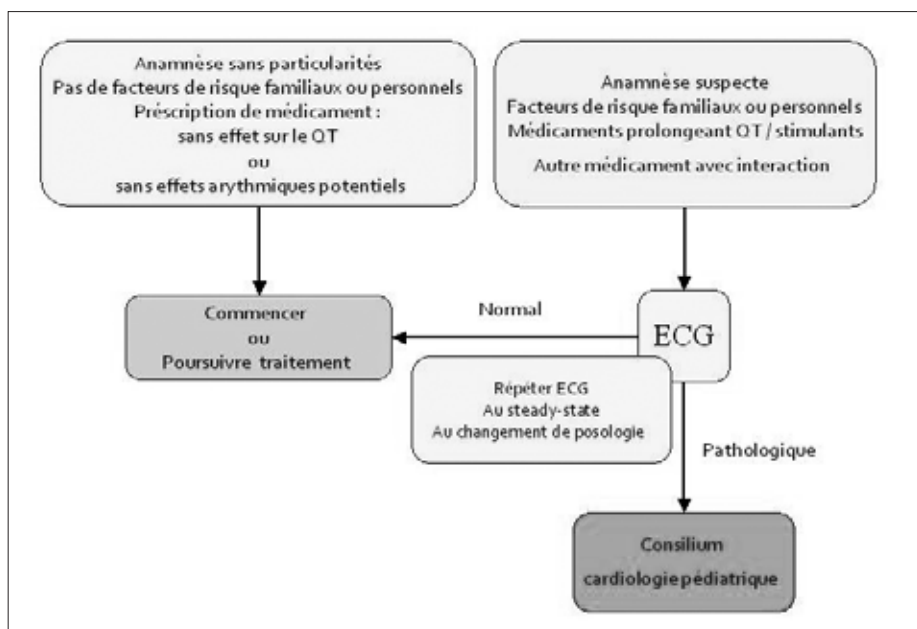 Anamnèse sans particularités
Pas de facteurs de risque familiaux ou personnels
Préscription de médicament :
sans effet sur le QT
ou
sans effets arythmiques potentiels
Anamnèse suspecte
Facteurs de risque familiaux ou personnels
Médicaments prolongeant QT / stimulants
Autre médicament avec interaction
Commencer
ou
Poursuivre traitement
Normal
ECG
Répéter ECG
Au steady-state
Au changement de posologie
Pathologique
Consilium
cardiologie pédiatrique